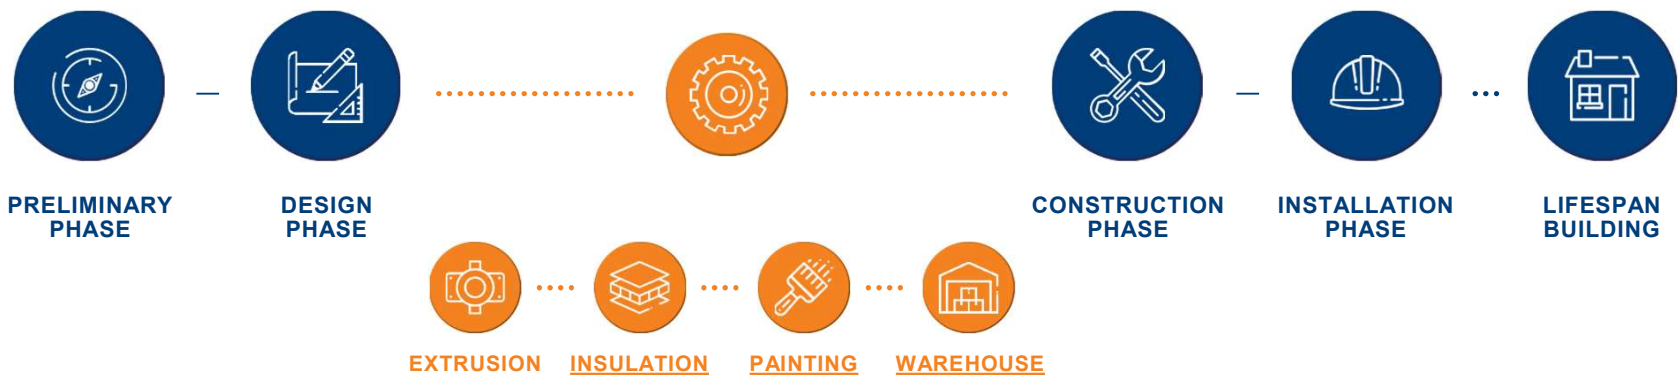 PRELIMINARY
PHASE
DESIGN
PHASE
CONSTRUCTION
PHASE
INSTALLATION
PHASE
LIFESPAN
BUILDING
EXTRUSION
INSULATION
PAINTING
WAREHOUSE